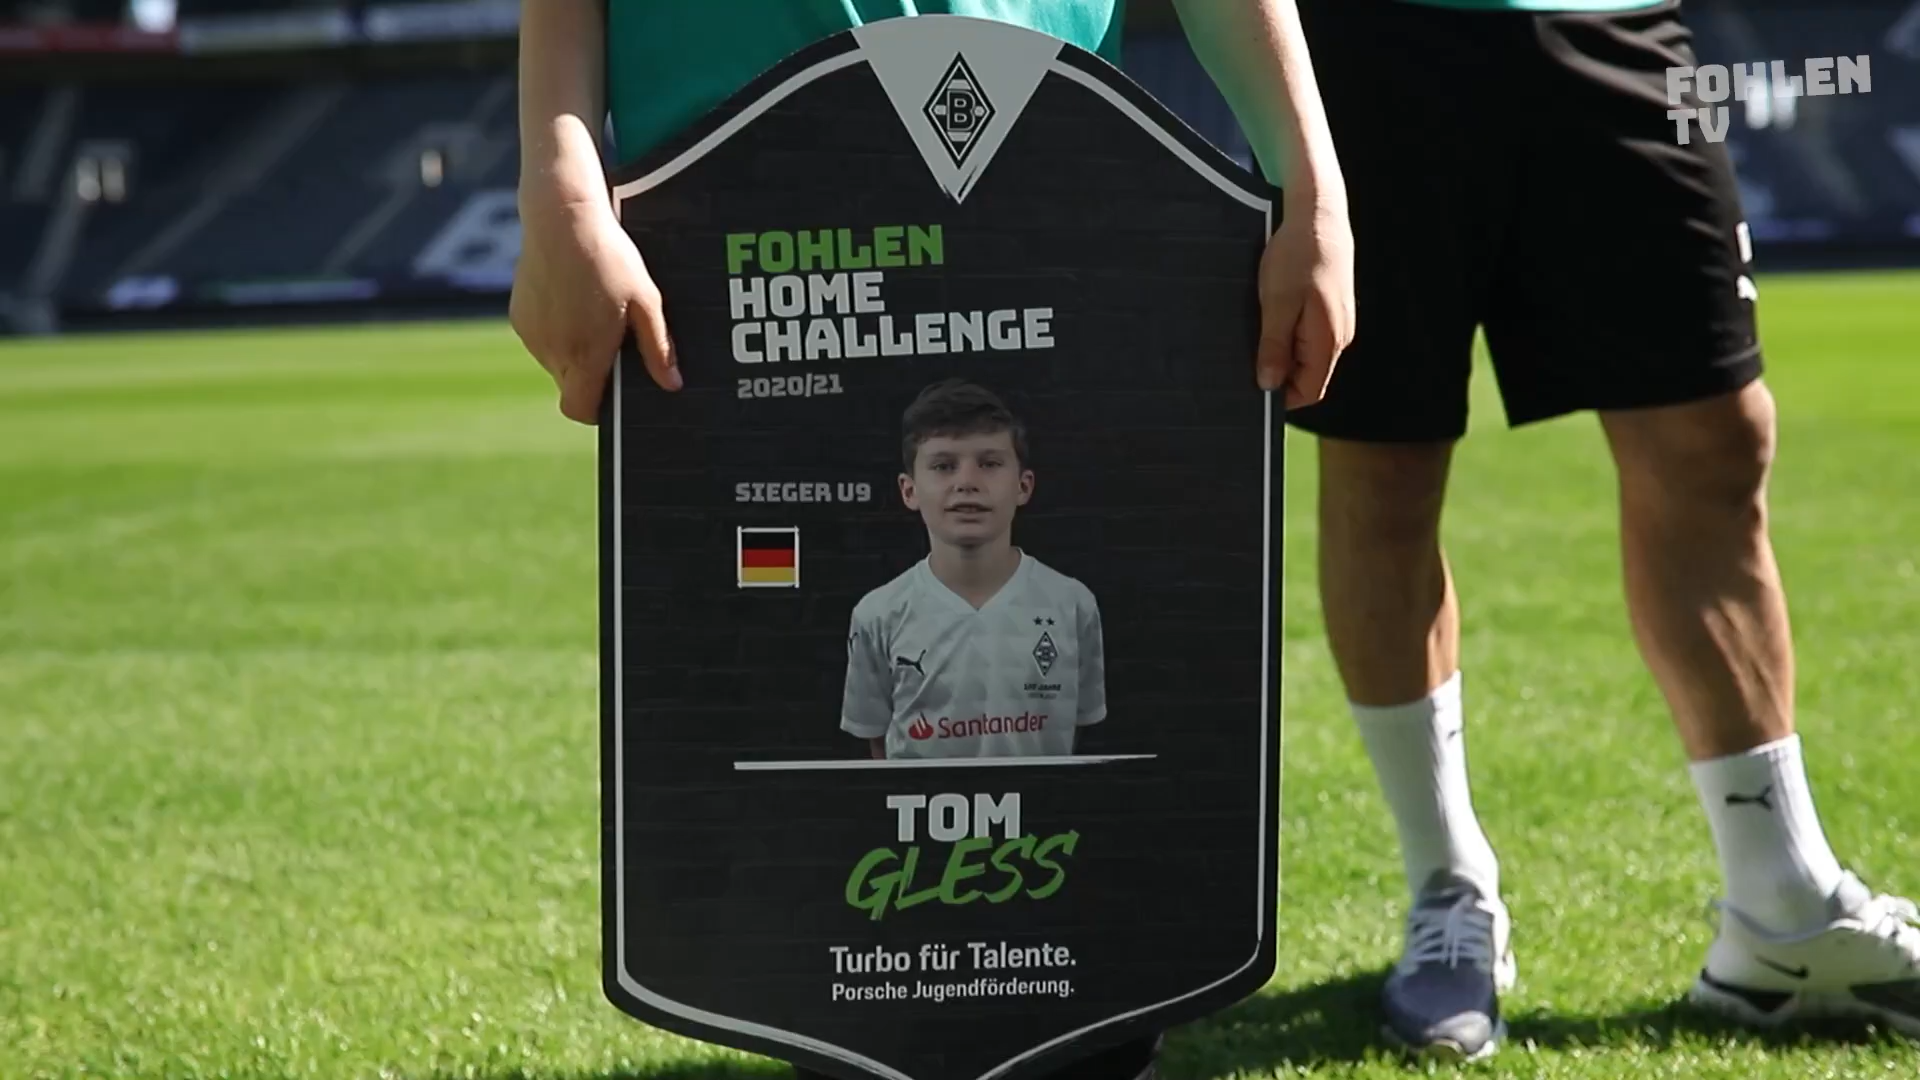 FOHLEN
TV
B
FOHLEN
HOME
CHALLENGE
2020/21
SIEGER U9
Santander
TOM
GLESS
Turbo für Talente.
Porsche Jugendförderung.